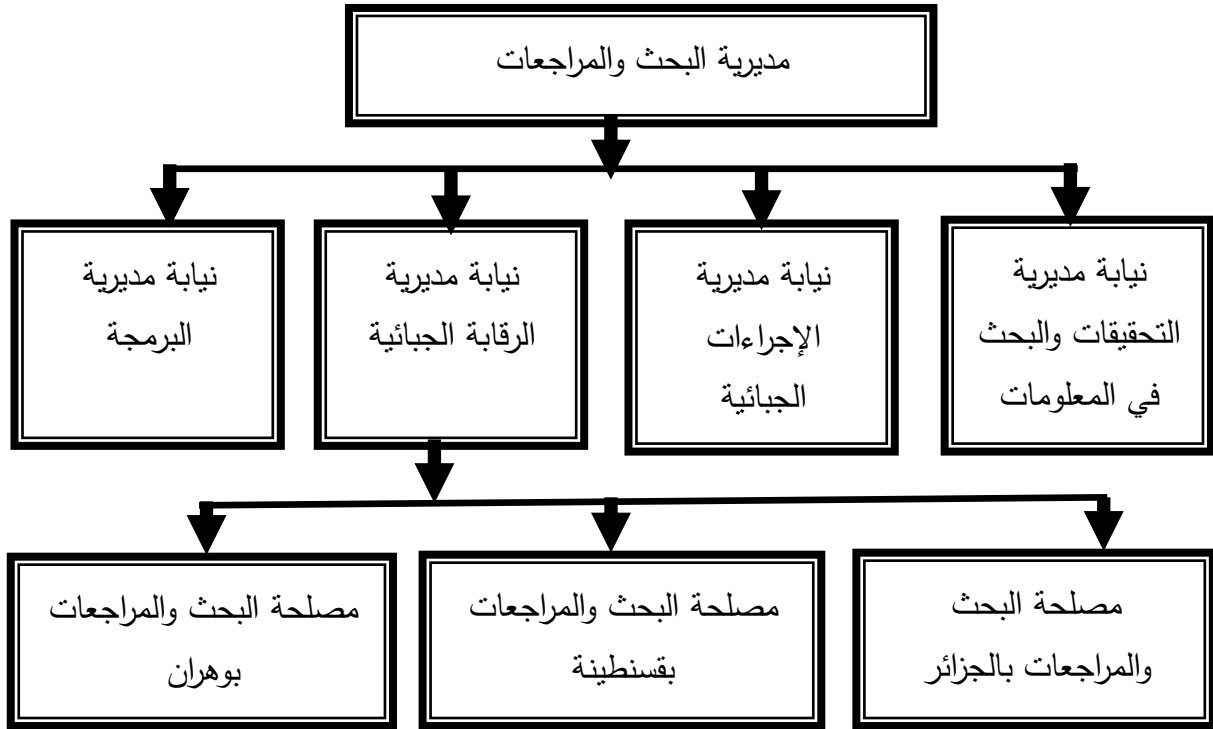 مديرية البحث والمراجعات
نيابة مديرية
التحقيقات والبحث
في المعلومات
نيابة مديرية
الإجراءات
الجبائية
نيابة مديرية
الرقابة الجبائية
نيابة مديرية
البرمجة
مصلحة البحث
والمراجعات بالجزائر
مصلحة البحث والمراجعات
بقسنطينة
مصلحة البحث والمراجعات
بوهران